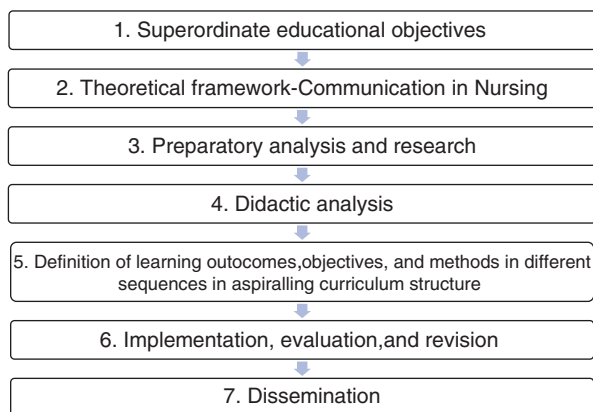 1. Superordinate educational objectives
2. Theoretical framework-Communication in Nursing
3. Preparatory analysis and research
4. Didactic analysis
5. Definition of learning outocomes,objectives, and methods in different
sequences in aspiralling curriculum structure
6. Implementation, evaluation,and revision
7. Dissemination